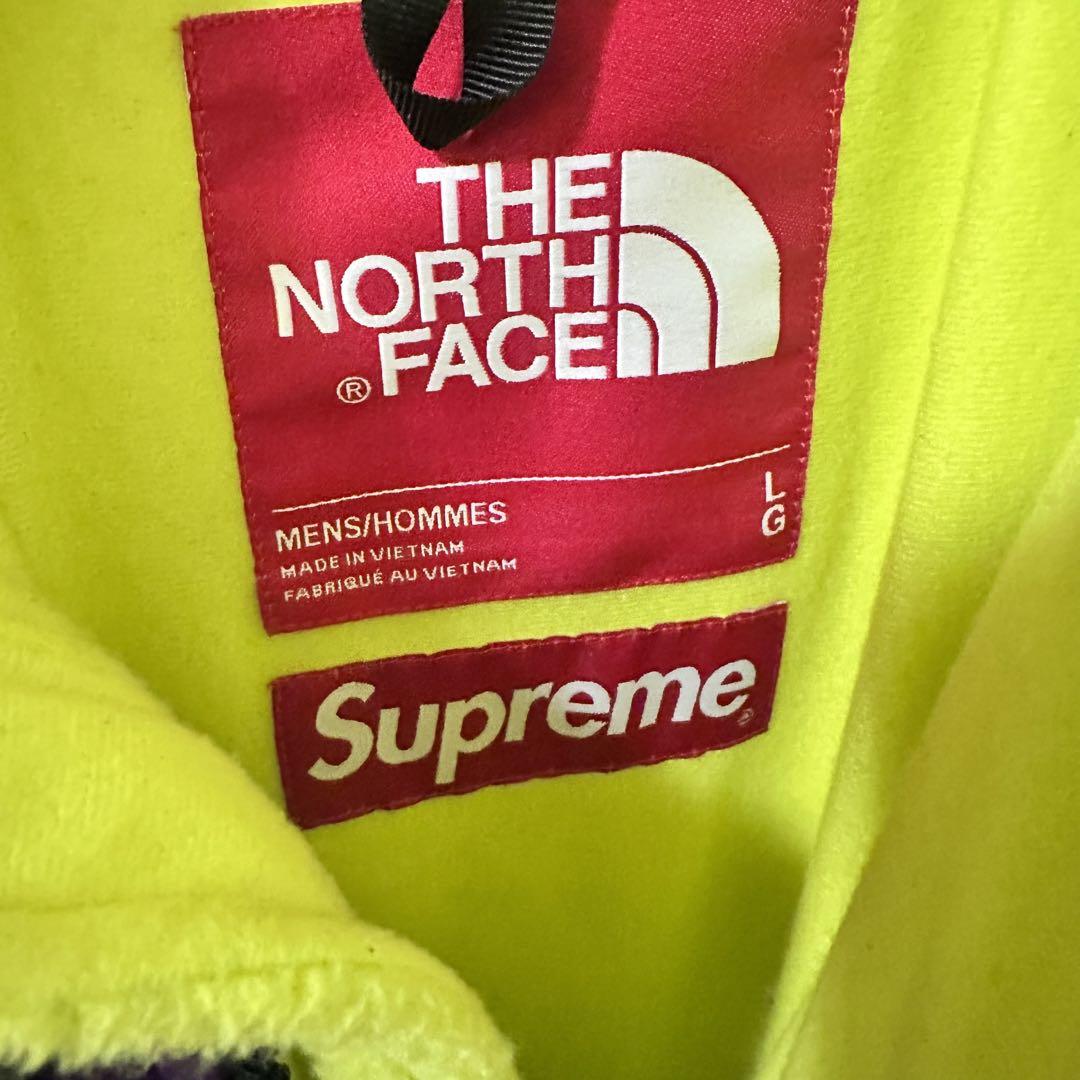 THE
NORTH
FACE
®
MENS/HOMMES
MADE IN VIETNAM
FABRIQUÉ AU VIETNAM
L
G
Supreme®